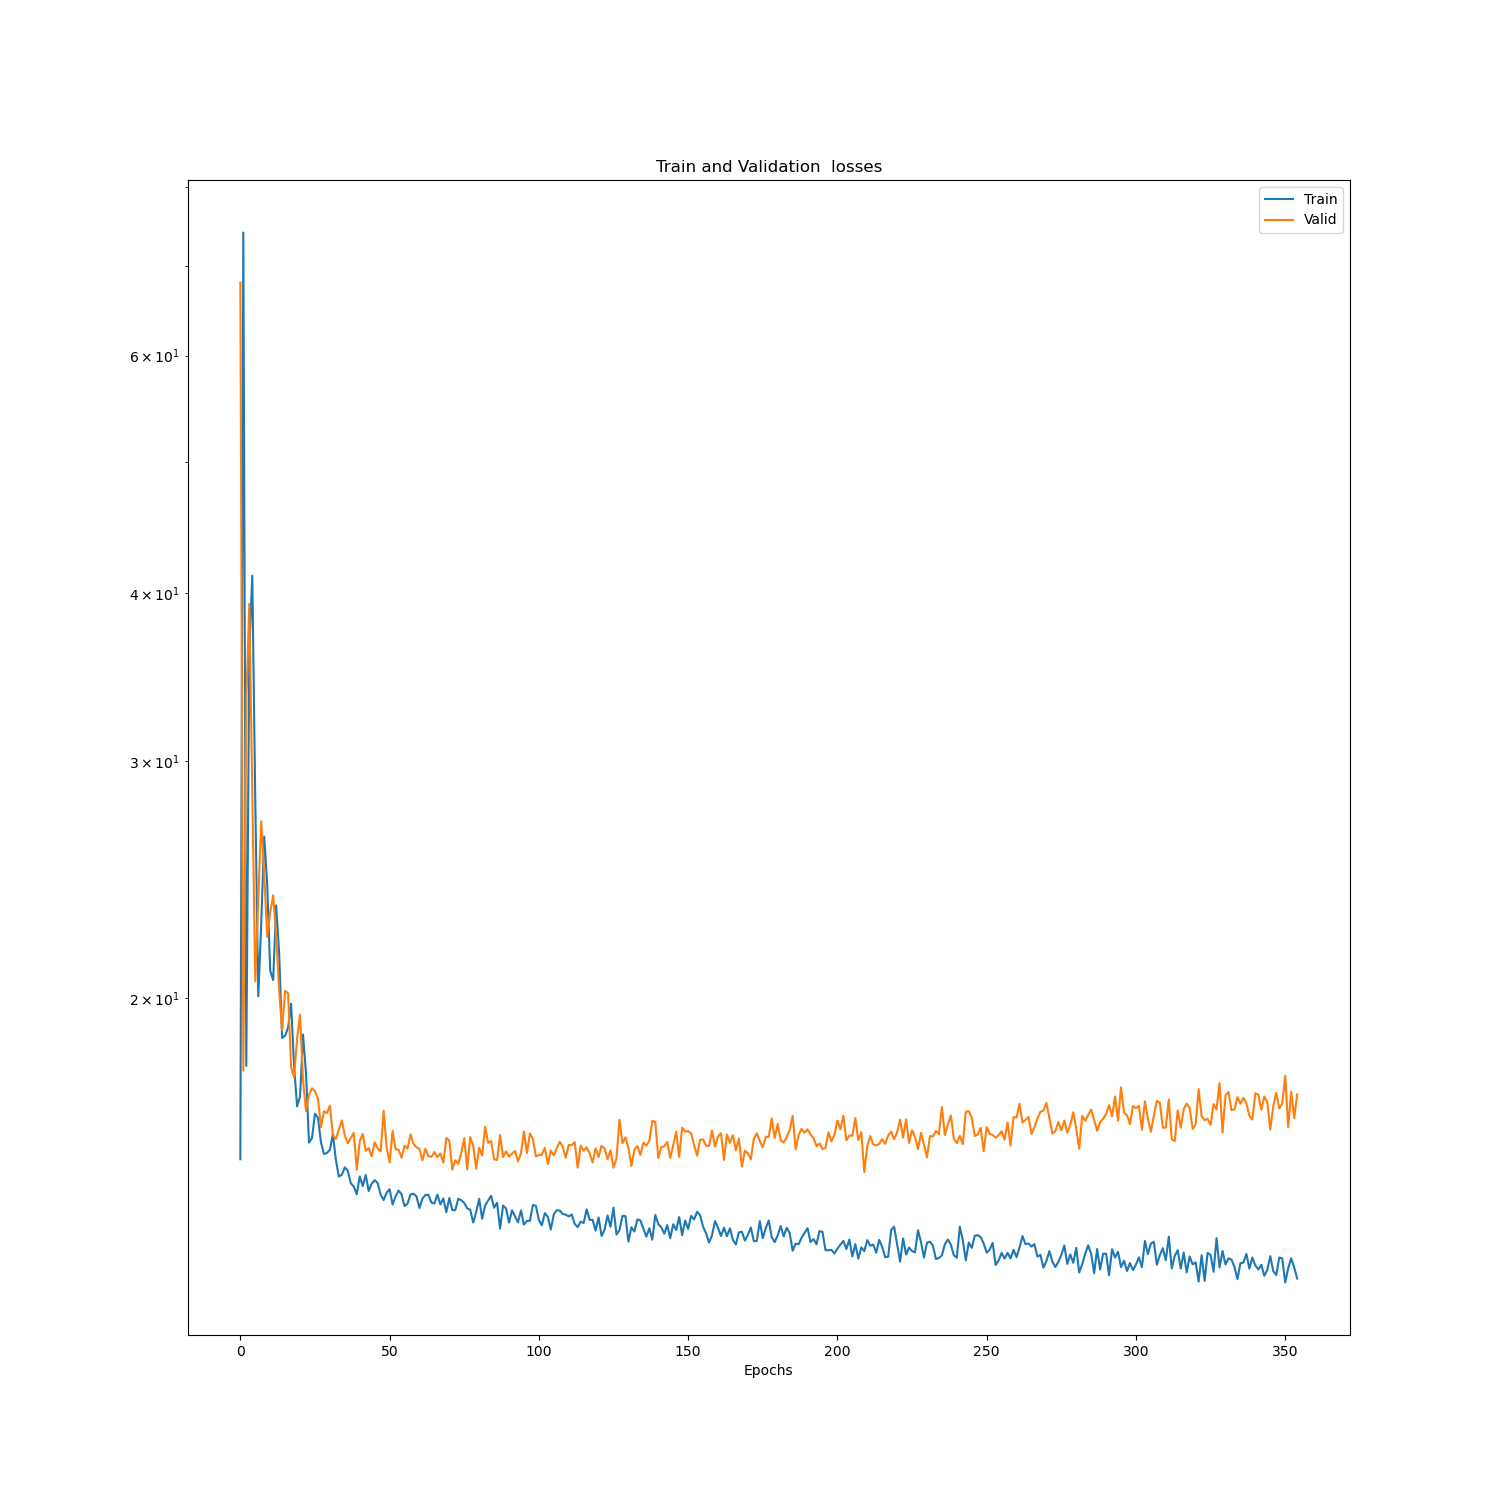 Train and Validation  losses
Train
Valid
6 × 10¹
4 × 10¹
3 × 10¹
2 × 10¹
0 50 100 150 200 250 300 350
Epochs